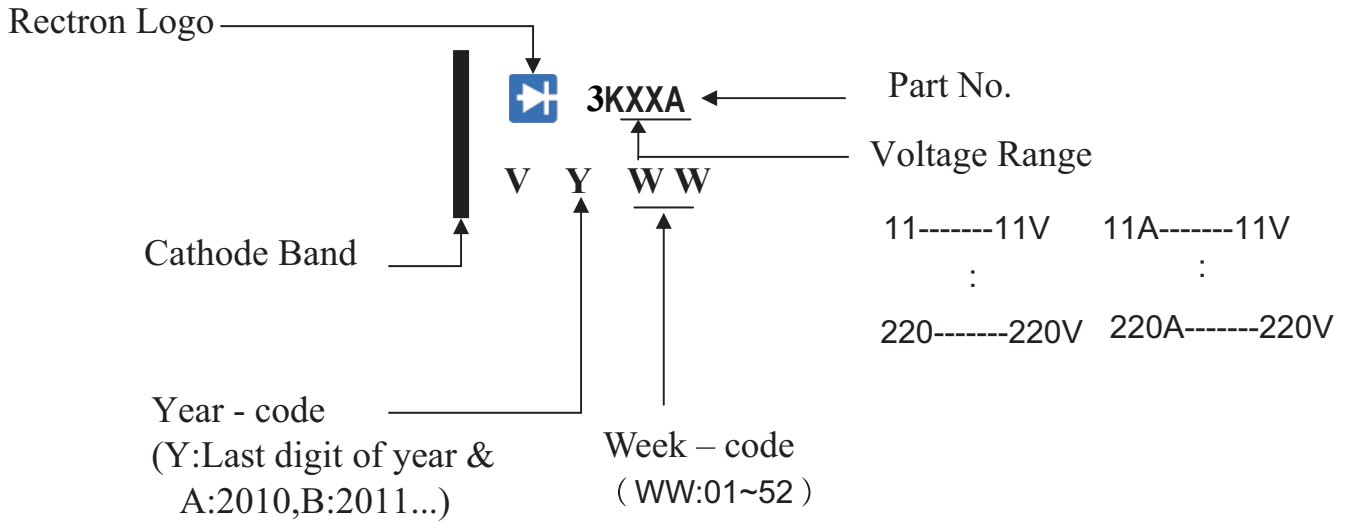 Rectron Logo
3KXXA
Part No.
Voltage Range
V Y W W
11-------11V 11A-------11V
: :
220-------220V 220A-------220V
Cathode Band
Year - code
(Y:Last digit of year &
A:2010,B:2011...)
Week – code
（WW:01~52）